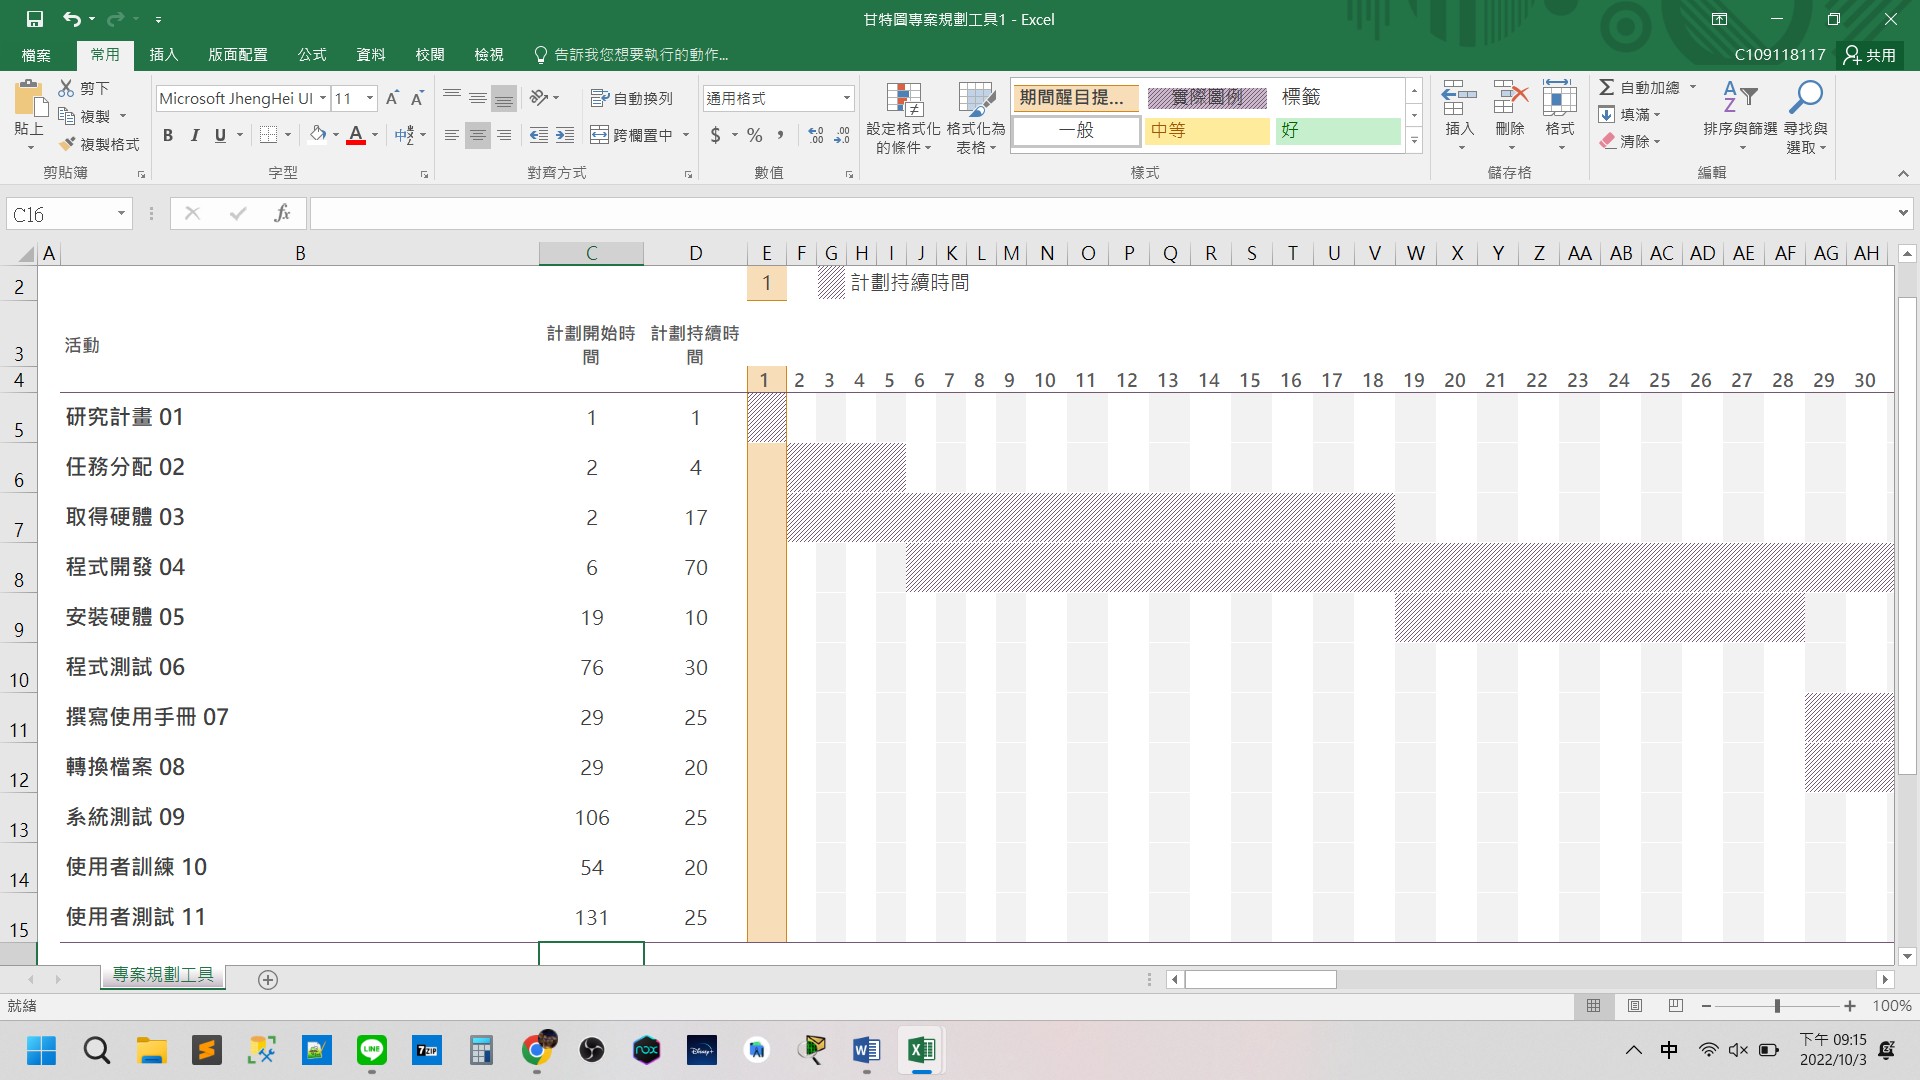 甘特圖專案規劃工具1 - Excel
檔案 常用 插入 版面配置 公式 資料 校閱 檢視 告訴我您想要執行的動作... C109118117 共用
貼上 剪下 複製 複製格式 剪貼簿
Microsoft JhengHei UI 11 A A B I U A 中 字型
自動換列 跨欄置中 對齊方式
通用格式 $ % , .0 .00 數值
設定格式化的條件 格式化為表格
期間醒目提... 實際圖例 標籤
一般 中等 好
樣式
插入 刪除 格式 儲存格
自動加總 填滿 清除 排序與篩選 尋找與選取 編輯
C16 fx
A B C D E F G H I J K L M N O P Q R S T U V W X Y Z AA AB AC AD AE AF AG AH
2 1 計劃持續時間
3 活動 計劃開始時間 計劃持續時間
4 1 2 3 4 5 6 7 8 9 10 11 12 13 14 15 16 17 18 19 20 21 22 23 24 25 26 27 28 29 30
5 研究計畫 01 1 1
6 任務分配 02 2 4
7 取得硬體 03 2 17
8 程式開發 04 6 70
9 安裝硬體 05 19 10
10 程式測試 06 76 30
11 撰寫使用手冊 07 29 25
12 轉換檔案 08 29 20
13 系統測試 09 106 25
14 使用者訓練 10 54 20
15 使用者測試 11 131 25
專案規劃工具
就緒 100%
LINE 7ZIP nox Disney+ 中 下午 09:15
2022/10/3